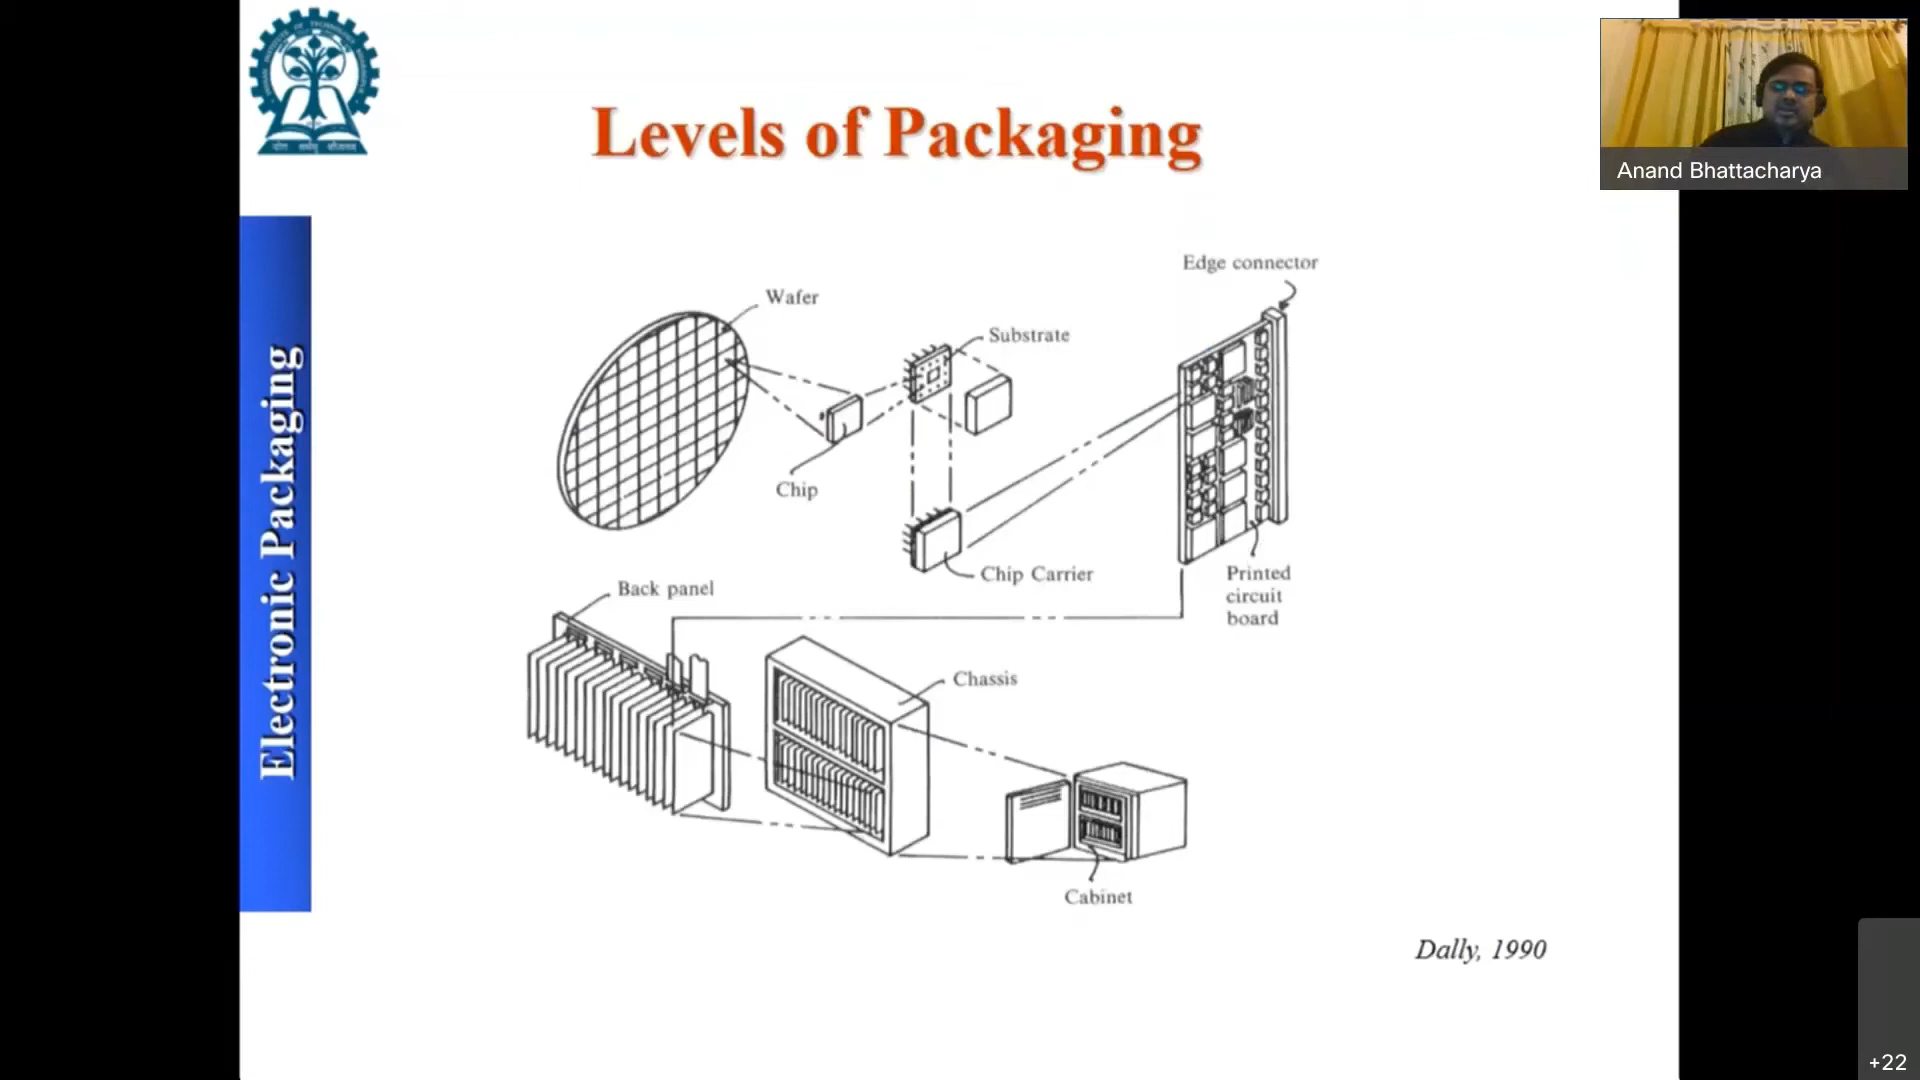 Levels of Packaging
Anand Bhattacharya
Electronic Packaging
Edge connector
Wafer
Substrate
Chip
Chip Carrier
Printed
circuit
board
Back panel
Chassis
Cabinet
Dally, 1990
+22